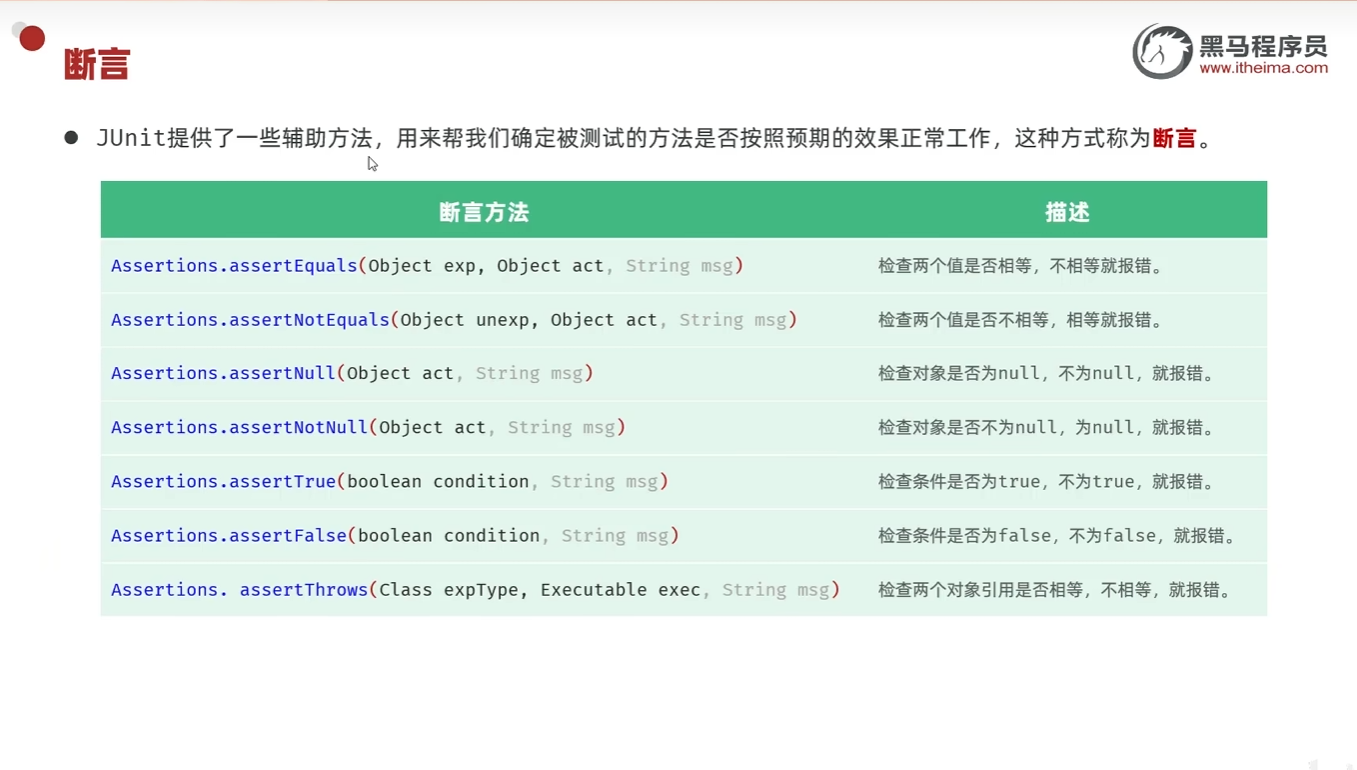 断言
黑马程序员
www.itheima.com
JUnit提供了一些辅助方法，用来帮我们确定被测试的方法是否按照预期的效果正常工作，这种方式称为断言。
断言方法 描述
Assertions.assertEquals(Object exp, Object act, String msg) 检查两个值是否相等，不相等就报错。
Assertions.assertNotEquals(Object unexp, Object act, String msg) 检查两个值是否不相等，相等就报错。
Assertions.assertNull(Object act, String msg) 检查对象是否为null，不为null，就报错。
Assertions.assertNotNull(Object act, String msg) 检查对象是否不为null，为null，就报错。
Assertions.assertTrue(boolean condition, String msg) 检查条件是否为true，不为true，就报错。
Assertions.assertFalse(boolean condition, String msg) 检查条件是否为false，不为false，就报错。
Assertions. assertThrows(Class expType, Executable exec, String msg) 检查两个对象引用是否相等，不相等，就报错。